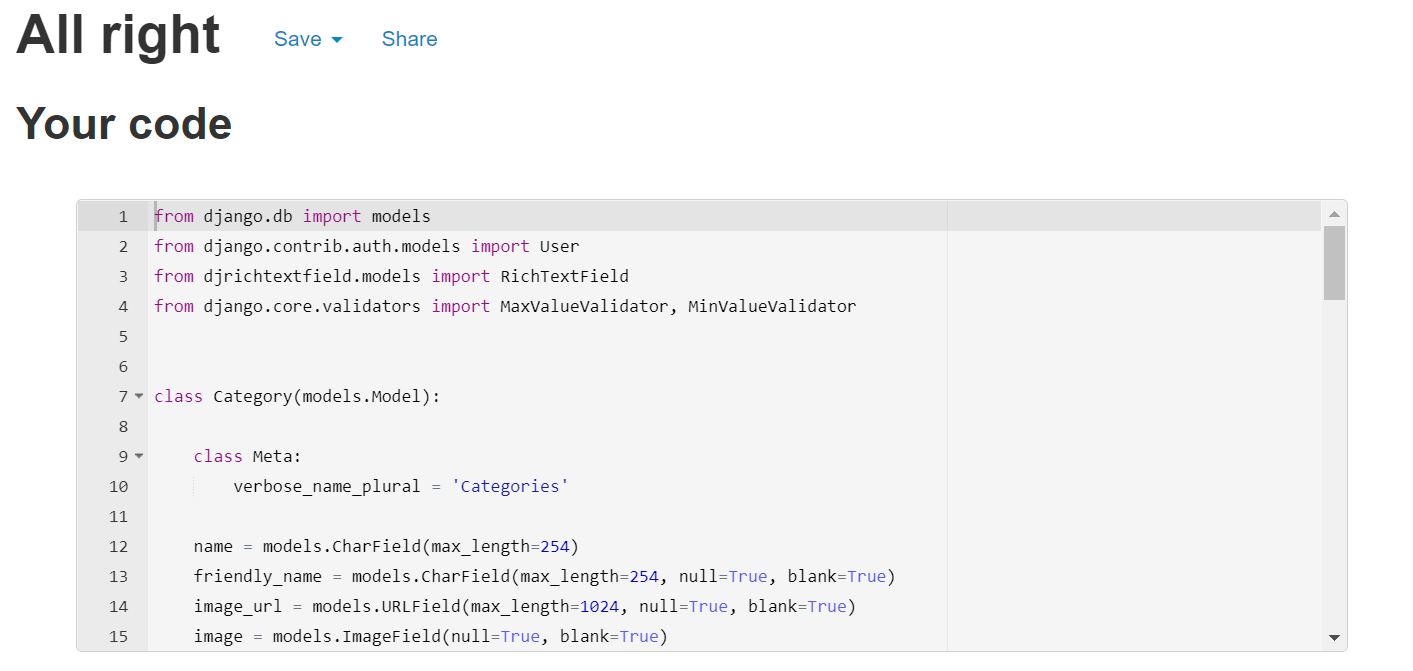 All right Save Share
Your code
1 from django.db import models
2 from django.contrib.auth.models import User
3 from djrichtextfield.models import RichTextField
4 from django.core.validators import MaxValueValidator, MinValueValidator
5
6
7 class Category(models.Model):
8
9     class Meta:
10         verbose_name_plural = 'Categories'
11
12     name = models.CharField(max_length=254)
13     friendly_name = models.CharField(max_length=254, null=True, blank=True)
14     image_url = models.URLField(max_length=1024, null=True, blank=True)
15     image = models.ImageField(null=True, blank=True)